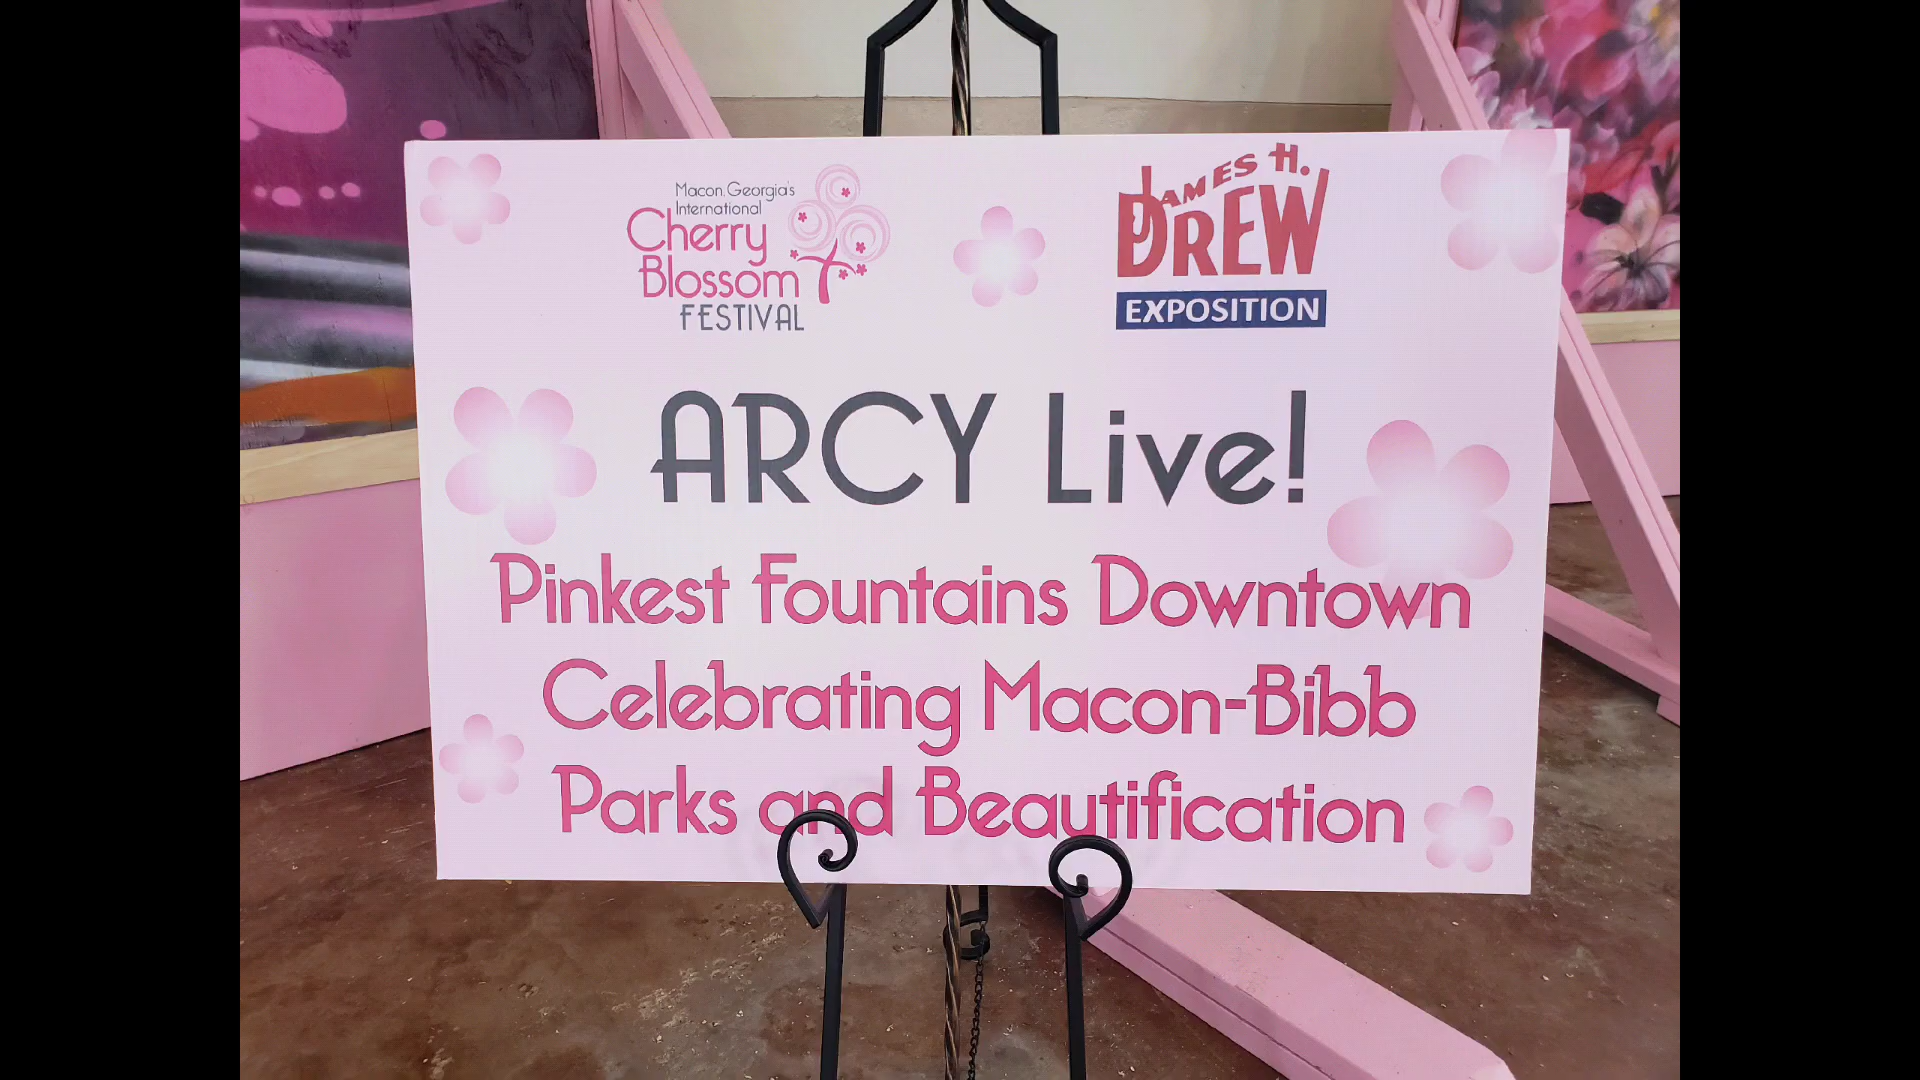 Macon, Georgia's
International
Cherry
Blossom
FESTIVAL
JAMES H.
DREW
EXPOSITION
ARCY Live!
Pinkest Fountains Downtown
Celebrating Macon-Bibb
Parks and Beautification